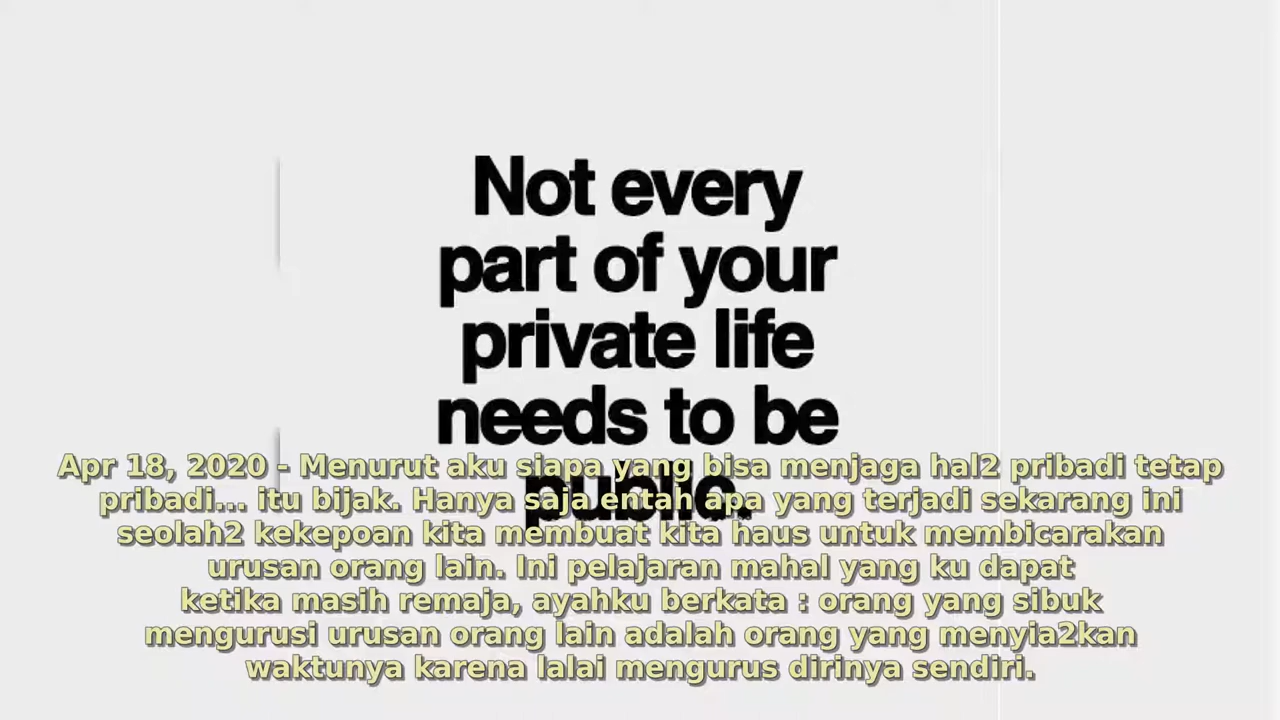 Not every
part of your
private life
needs to be
public.
Apr 18, 2020 - Menurut aku siapa yang bisa menjaga hal2 pribadi tetap
pribadi... itu bijak. Hanya saja entah apa yang terjadi sekarang ini
seolah2 kekepoan kita membuat kita haus untuk membicarakan
urusan orang lain. Ini pelajaran mahal yang ku dapat
ketika masih remaja, ayahku berkata : orang yang sibuk
mengurusi urusan orang lain adalah orang yang menyia2kan
waktunya karena lalai mengurus dirinya sendiri.